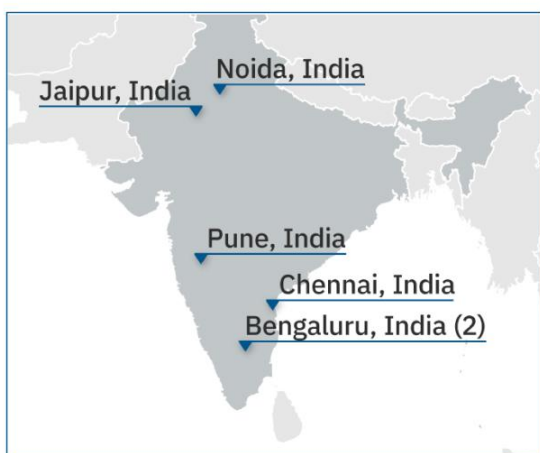 Noida, India
Jaipur, India
Pune, India
Chennai, India
Bengaluru, India (2)